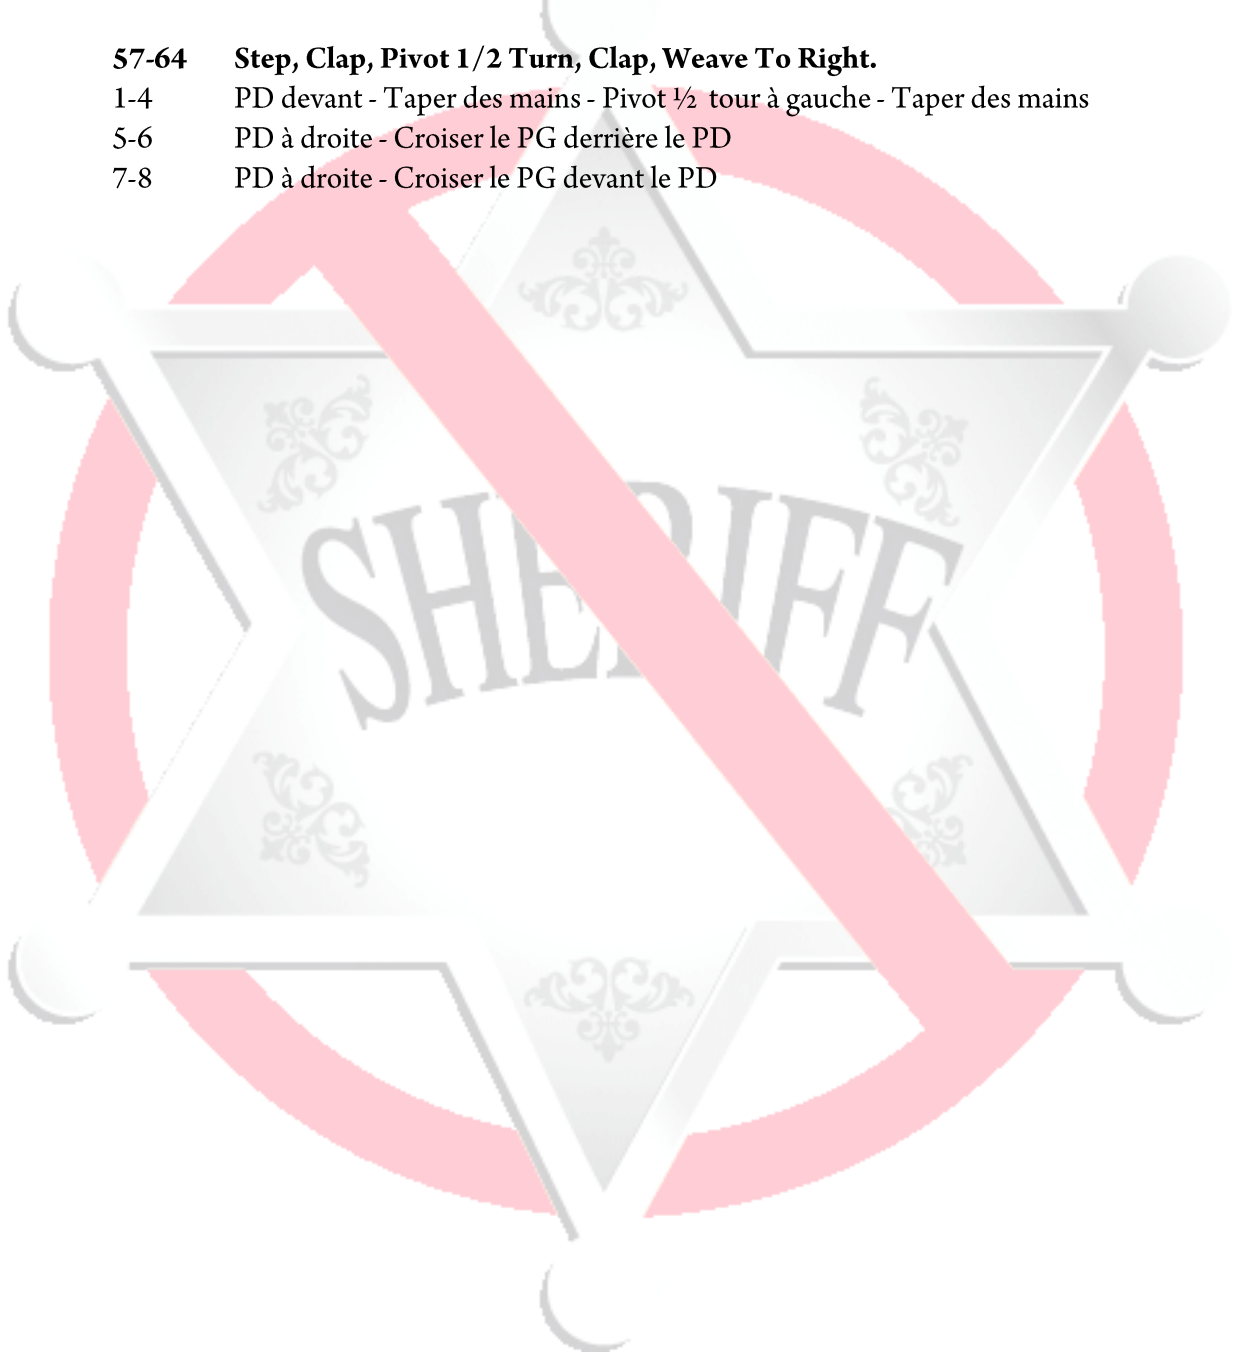 57-64 Step, Clap, Pivot 1/2 Turn, Clap, Weave To Right.
1-4 PD devant - Taper des mains - Pivot ½ tour à gauche - Taper des mains
5-6 PD à droite - Croiser le PG derrière le PD
7-8 PD à droite - Croiser le PG devant le PD
SHERIFF